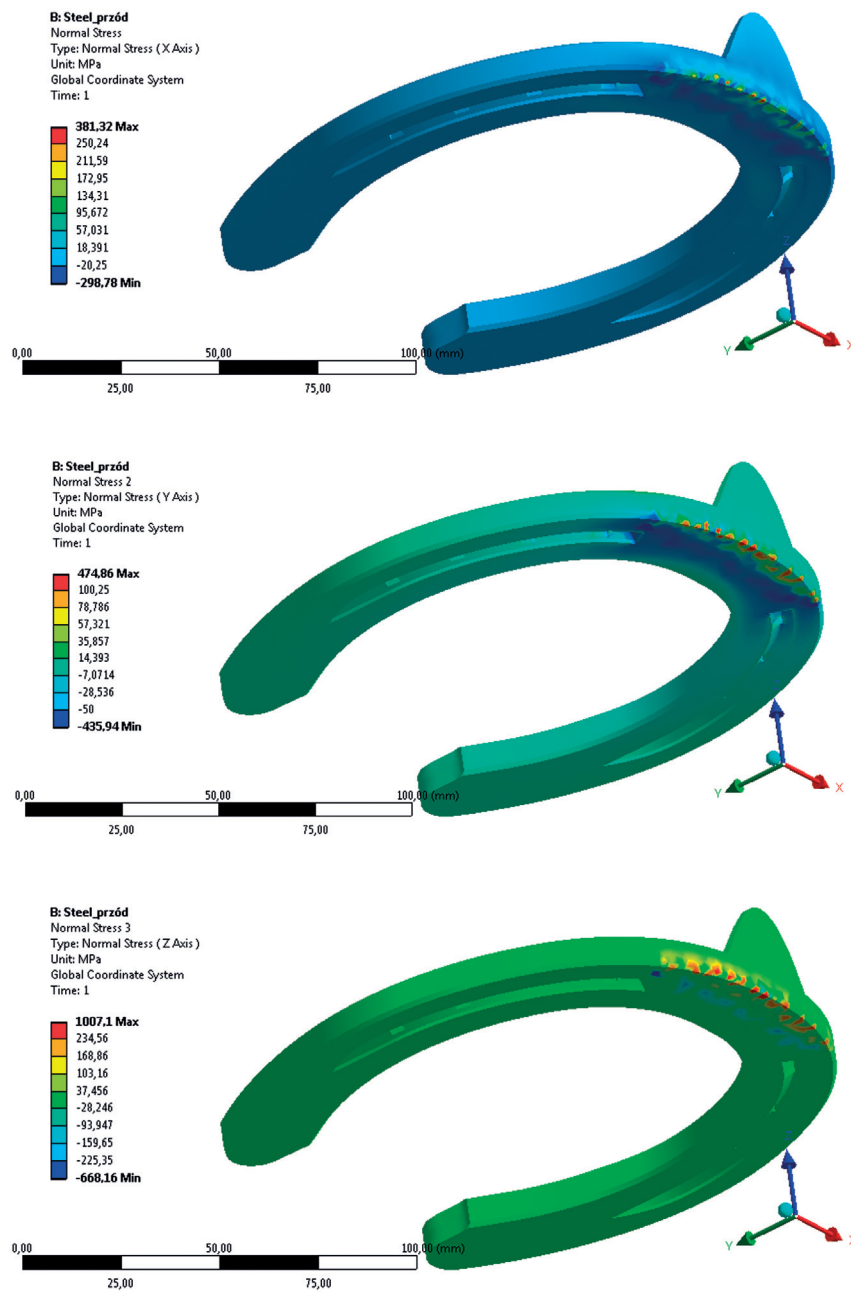 B: Steel_przód
Normal Stress
Type: Normal Stress ( X Axis )
Unit: MPa
Global Coordinate System
Time: 1
381,32 Max
250,24
211,59
172,95
134,31
95,672
57,031
18,391
-20,25
-298,78 Min
Z
Y
X
0,00 50,00 100,00 (mm)
25,00 75,00
B: Steel_przód
Normal Stress 2
Type: Normal Stress ( Y Axis )
Unit: MPa
Global Coordinate System
Time: 1
474,86 Max
100,25
78,786
57,321
35,857
14,393
-7,0714
-28,536
-50
-435,94 Min
Y
X
0,00 50,00 100,00 (mm)
25,00 75,00
B: Steel_przód
Normal Stress 3
Type: Normal Stress ( Z Axis )
Unit: MPa
Global Coordinate System
Time: 1
1007,1 Max
234,56
168,86
103,16
37,456
-28,246
-93,947
-159,65
-225,35
-668,16 Min
Z
Y
X
0,00 50,00 100,00 (mm)
25,00 75,00